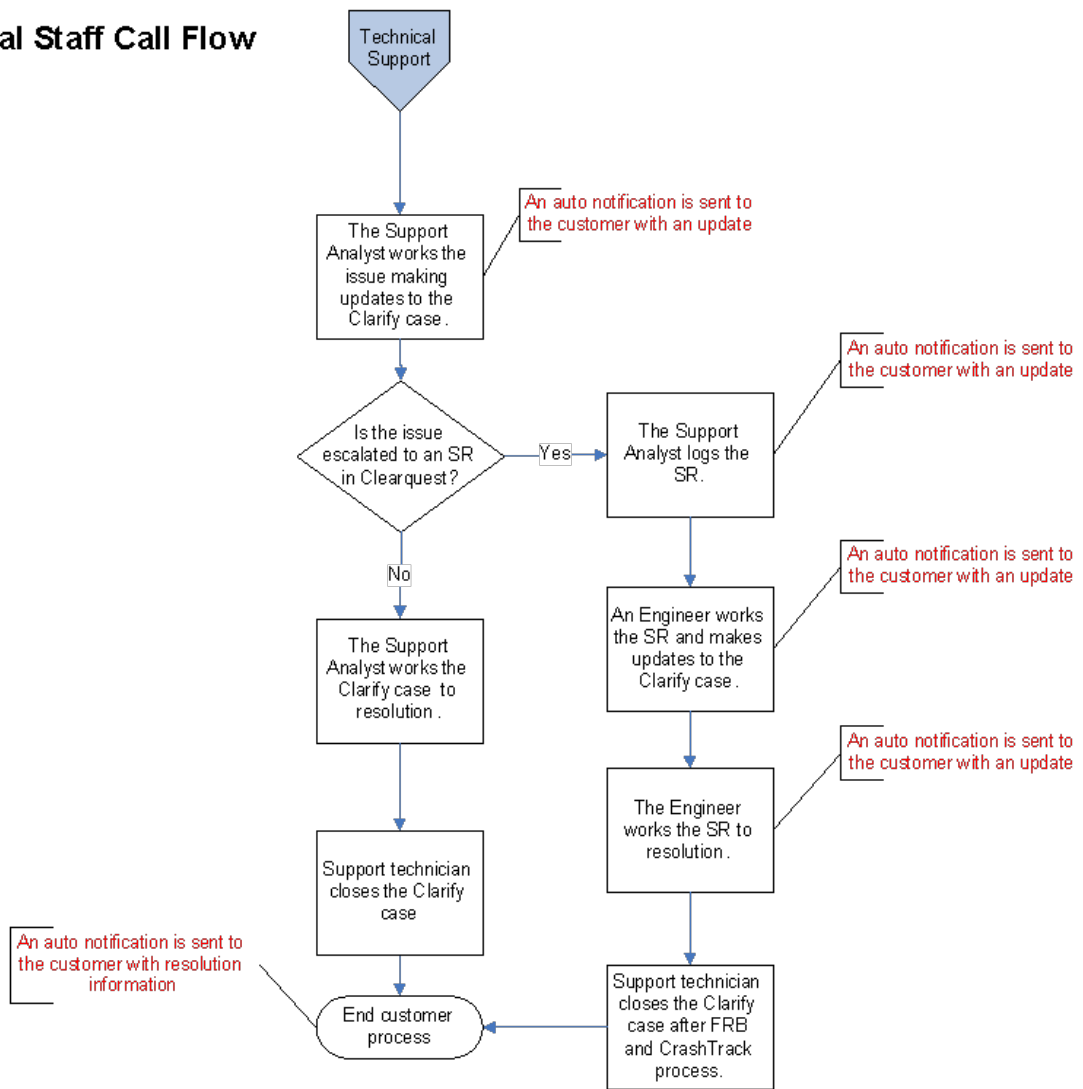 al Staff Call Flow
Technical
Support
An auto notification is sent to
the customer with an update
The Support
Analyst works the
issue making
updates to the
Clarify case .
An auto notification is sent to
the customer with an update
Is the issue
escalated to an SR
in Clearquest?
Yes
The Support
Analyst logs the
SR.
An auto notification is sent to
the customer with an update
No
An Engineer works
the SR and makes
updates to the
Clarify case .
The Support
Analyst works the
Clarify case to
resolution .
An auto notification is sent to
the customer with an update
The Engineer
works the SR to
resolution .
Support technician
closes the Clarify
case
An auto notification is sent to
the customer with resolution
information
End customer
process
Support technician
closes the Clarify
case after FRB
and CrashTrack
process.